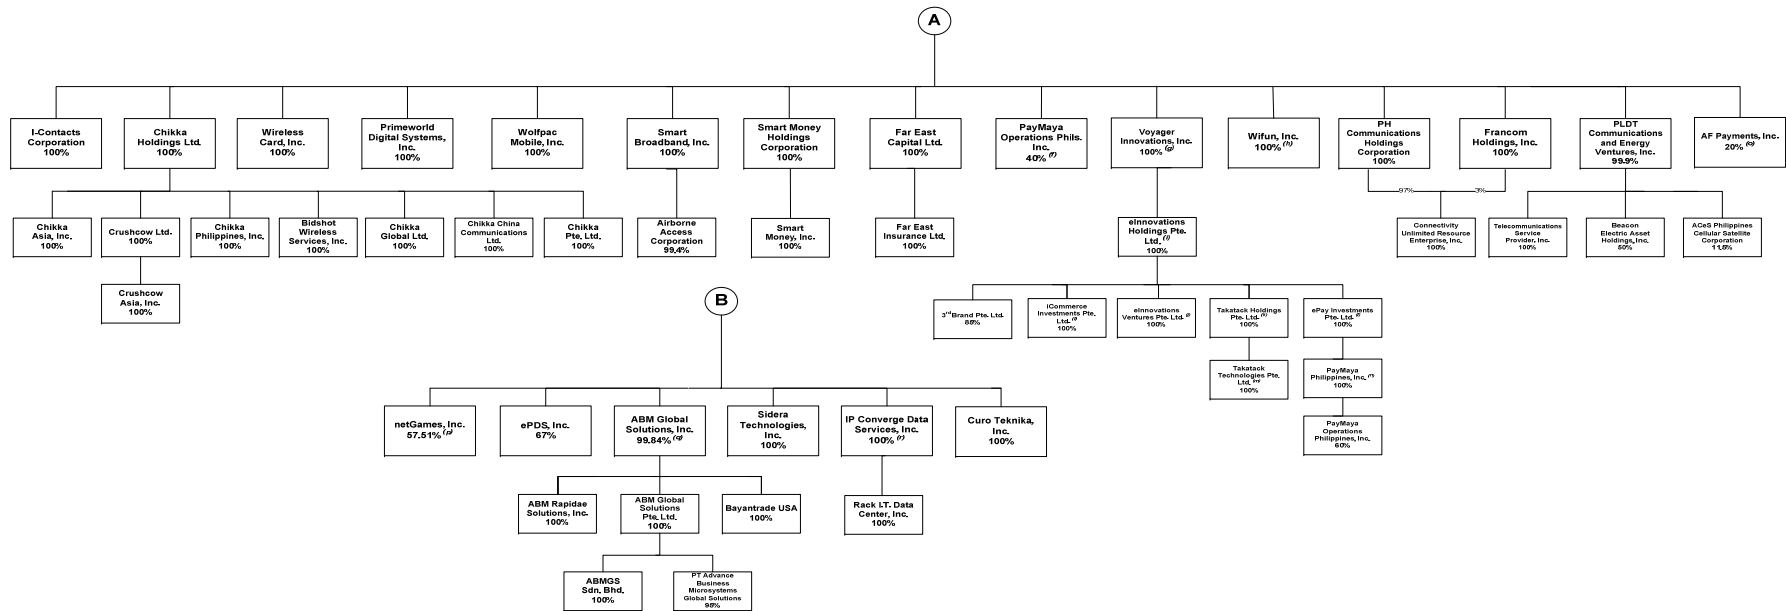 A
I-Contacts
Corporation
100%
Chikka
Holdings Ltd.
100%
Wireless
Card, Inc.
100%
Primeworld
Digital Systems,
Inc.
100%
Wolfpac
Mobile, Inc.
100%
Smart
Broadband, Inc.
100%
Smart Money
Holdings
Corporation
100%
Far East
Capital Ltd.
100%
PayMaya
Operations Phils.
Inc.
40% (f)
Voyager
Innovations, Inc.
100% (g)
Wifun, Inc.
100% (h)
PH
Communications
Holdings
Corporation
100%
Francom
Holdings, Inc.
100%
PLDT
Communications
and Energy
Ventures, Inc.
99.9%
AF Payments, Inc.
20% (o)
97%
3%
Chikka
Asia, Inc.
100%
Crushcow Ltd.
100%
Chikka
Philippines, Inc.
100%
Bidshot
Wireless
Services, Inc.
100%
Chikka
Global Ltd.
100%
Chikka China
Communications
Ltd.
100%
Chikka
Pte. Ltd.
100%
Airborne
Access
Corporation
99.4%
Smart
Money, Inc.
100%
Far East
Insurance Ltd.
100%
eInnovations
Holdings Pte.
Ltd. (i)
100%
Connectivity
Unlimited Resource
Enterprise, Inc.
100%
Telecommunications
Service
Provider, Inc.
100%
Beacon
Electric Asset
Holdings, Inc.
50%
ACeS Philippines
Cellular Satellite
Corporation
11.5%
Crushcow
Asia, Inc.
100%
B
3rd Brand Pte. Ltd.
85%
iCommerce
Investments Pte.
Ltd. (j)
100%
eInnovations
Ventures Pte. Ltd.
100%
Takatack Holdings
Pte. Ltd. (k)
100%
ePay Investments
Pte. Ltd. (l)
100%
Takatack
Technologies Pte.
Ltd. (m)
100%
PayMaya
Philippines, Inc. (n)
100%
PayMaya
Operations
Philippines, Inc.
60%
netGames, Inc.
57.51% (p)
ePDS, Inc.
67%
ABM Global
Solutions, Inc.
99.84% (q)
Sidera
Technologies,
Inc.
100%
IP Converge Data
Services, Inc.
100% (r)
Curo Teknika,
Inc.
100%
ABM Rapidae
Solutions, Inc.
100%
ABM Global
Solutions
Pte. Ltd.
100%
Bayantrade USA
100%
Rack I.T. Data
Center, Inc.
100%
ABMGS
Sdn. Bhd.
100%
PT Advance
Business
Microsystems
Global Solutions
95%